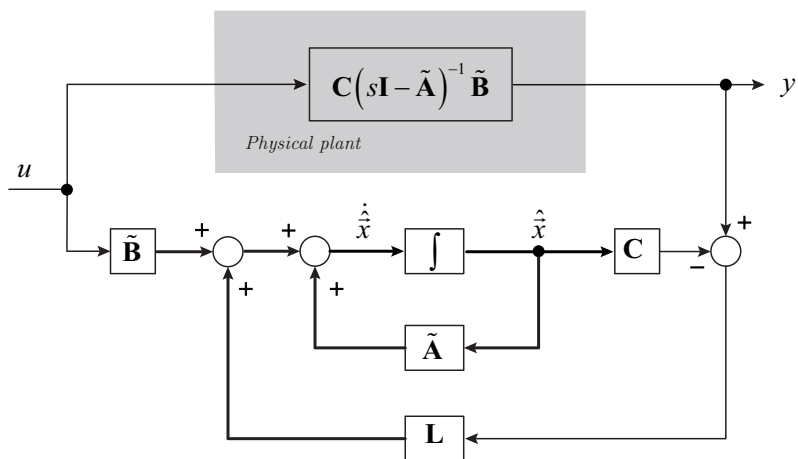 C(sI − Ã)⁻¹ B̃
y
Physical plant
u
+
B̃
+
+
+
+
x̂̇
∫
x̂
C
−
+
Ã
L